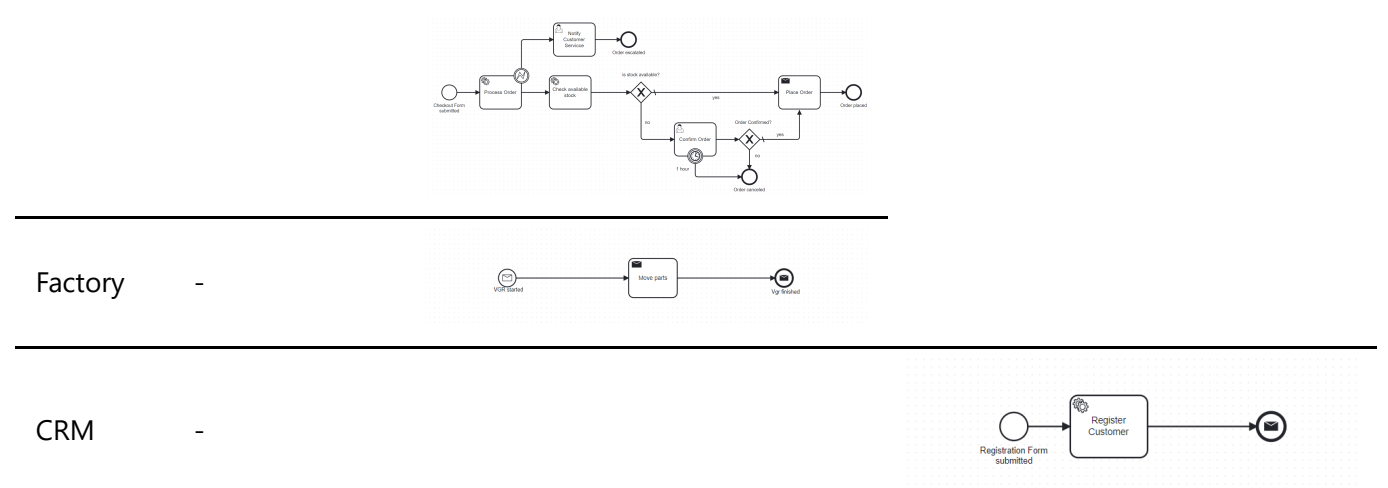 Notify
Customer
Servicee
Order escalated
Is stock available?
Process Order
Check available
stock
Place Order
yes
Checkout Form
submitted
Order placed
no
Order Confirmed?
Confirm Order
yes
no
1 hour
Order canceled
Factory -
Move parts
VGR started
Vgr finished
CRM -
Register
Customer
Registration Form
submitted